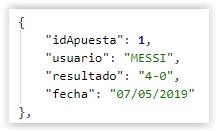 {
"idApuesta": 1,
"usuario": "MESSI",
"resultado": "4-0",
"fecha": "07/05/2019"
},